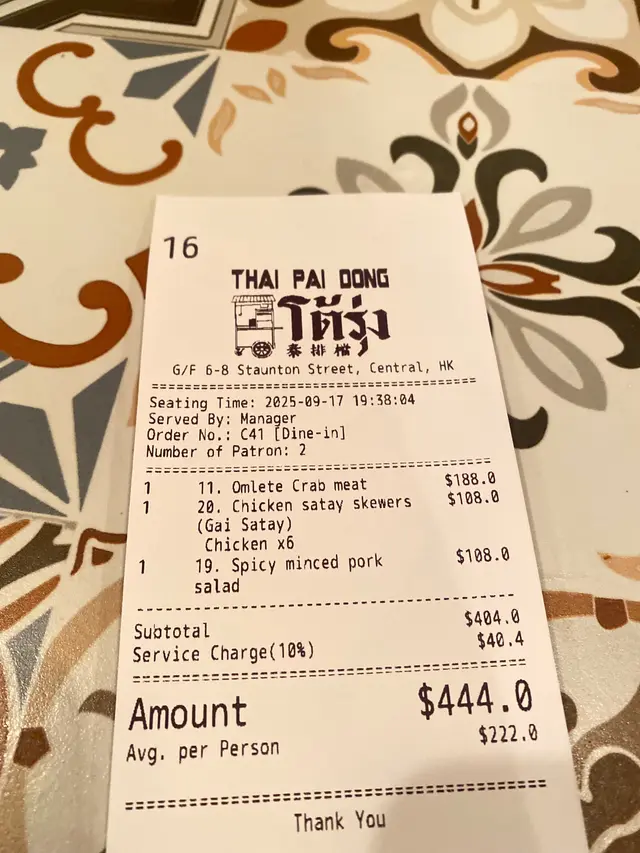 16
THAI PAI DONG
โต้รุ่ง
泰排檔
G/F 6-8 Staunton Street, Central, HK
Seating Time: 2025-09-17 19:38:04
Served By: Manager
Order No.: C41 [Dine-in]
Number of Patron: 2
1 11. Omlete Crab meat $188.0
1 20. Chicken satay skewers $108.0
(Gai Satay)
Chicken x6
1 19. Spicy minced pork $108.0
salad
Subtotal $404.0
Service Charge(10%) $40.4
Amount $444.0
Avg. per Person $222.0
Thank You